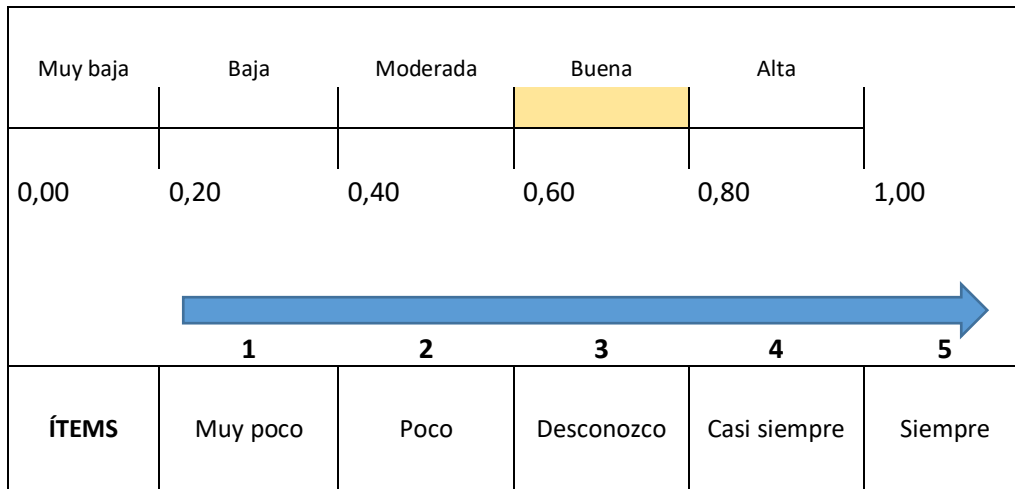 Muy baja Baja Moderada Buena Alta
0,00 0,20 0,40 0,60 0,80 1,00
1 2 3 4 5
ÍTEMS Muy poco Poco Desconozco Casi siempre Siempre